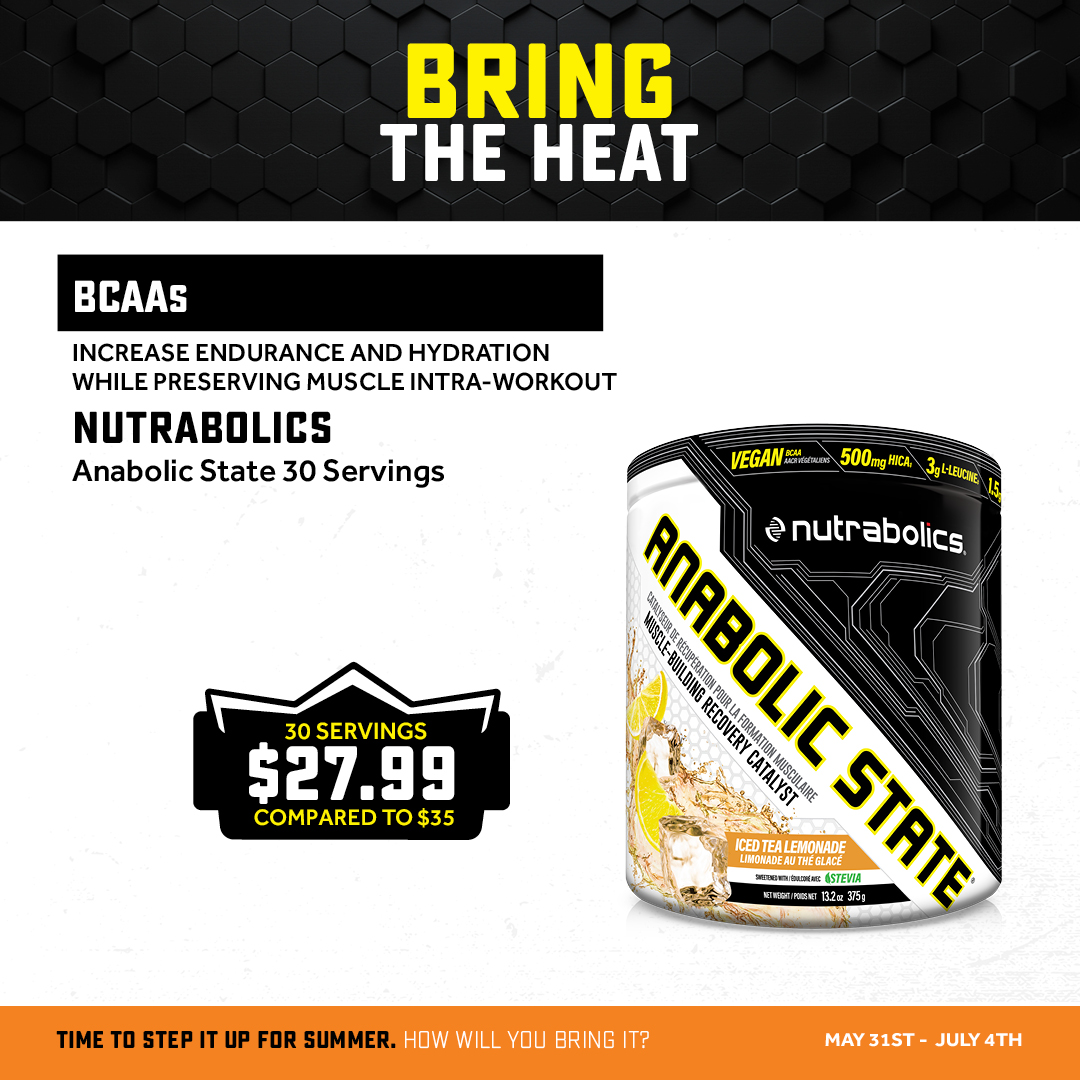 BRING
THE HEAT
BCAAs
INCREASE ENDURANCE AND HYDRATION
WHILE PRESERVING MUSCLE INTRA-WORKOUT
NUTRABOLICS
Anabolic State 30 Servings
30 SERVINGS
$27.99
COMPARED TO $35
VEGAN BCAA AACR VÉGÉTALIENS 500mg HICA, 3g L-LEUCINE, 1.5g
nutrabolics.
ANABOLIC STATE®
CATALYSEUR DE RÉCUPÉRATION POUR LA FORMATION MUSCULAIRE
MUSCLE-BUILDING RECOVERY CATALYST
ICED TEA LEMONADE
LIMONADE AU THÉ GLACÉ
SWEETENED WITH / ÉDULCORÉ AVEC STEVIA
NET WEIGHT / POIDS NET 13.2 oz 375 g
TIME TO STEP IT UP FOR SUMMER. HOW WILL YOU BRING IT?
MAY 31ST - JULY 4TH